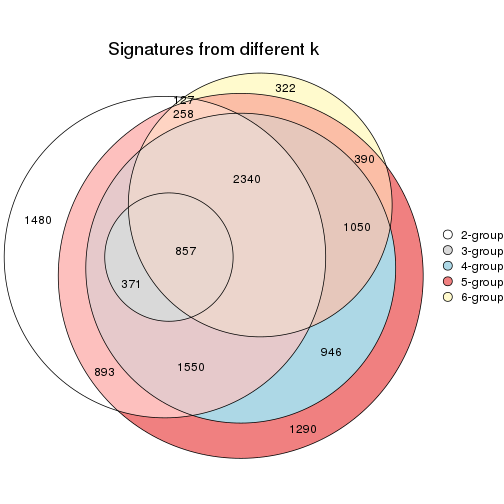 Signatures from different k
322
127
258
390
2340
1480
1050
857
371
946
1550
893
1290
2-group
3-group
4-group
5-group
6-group